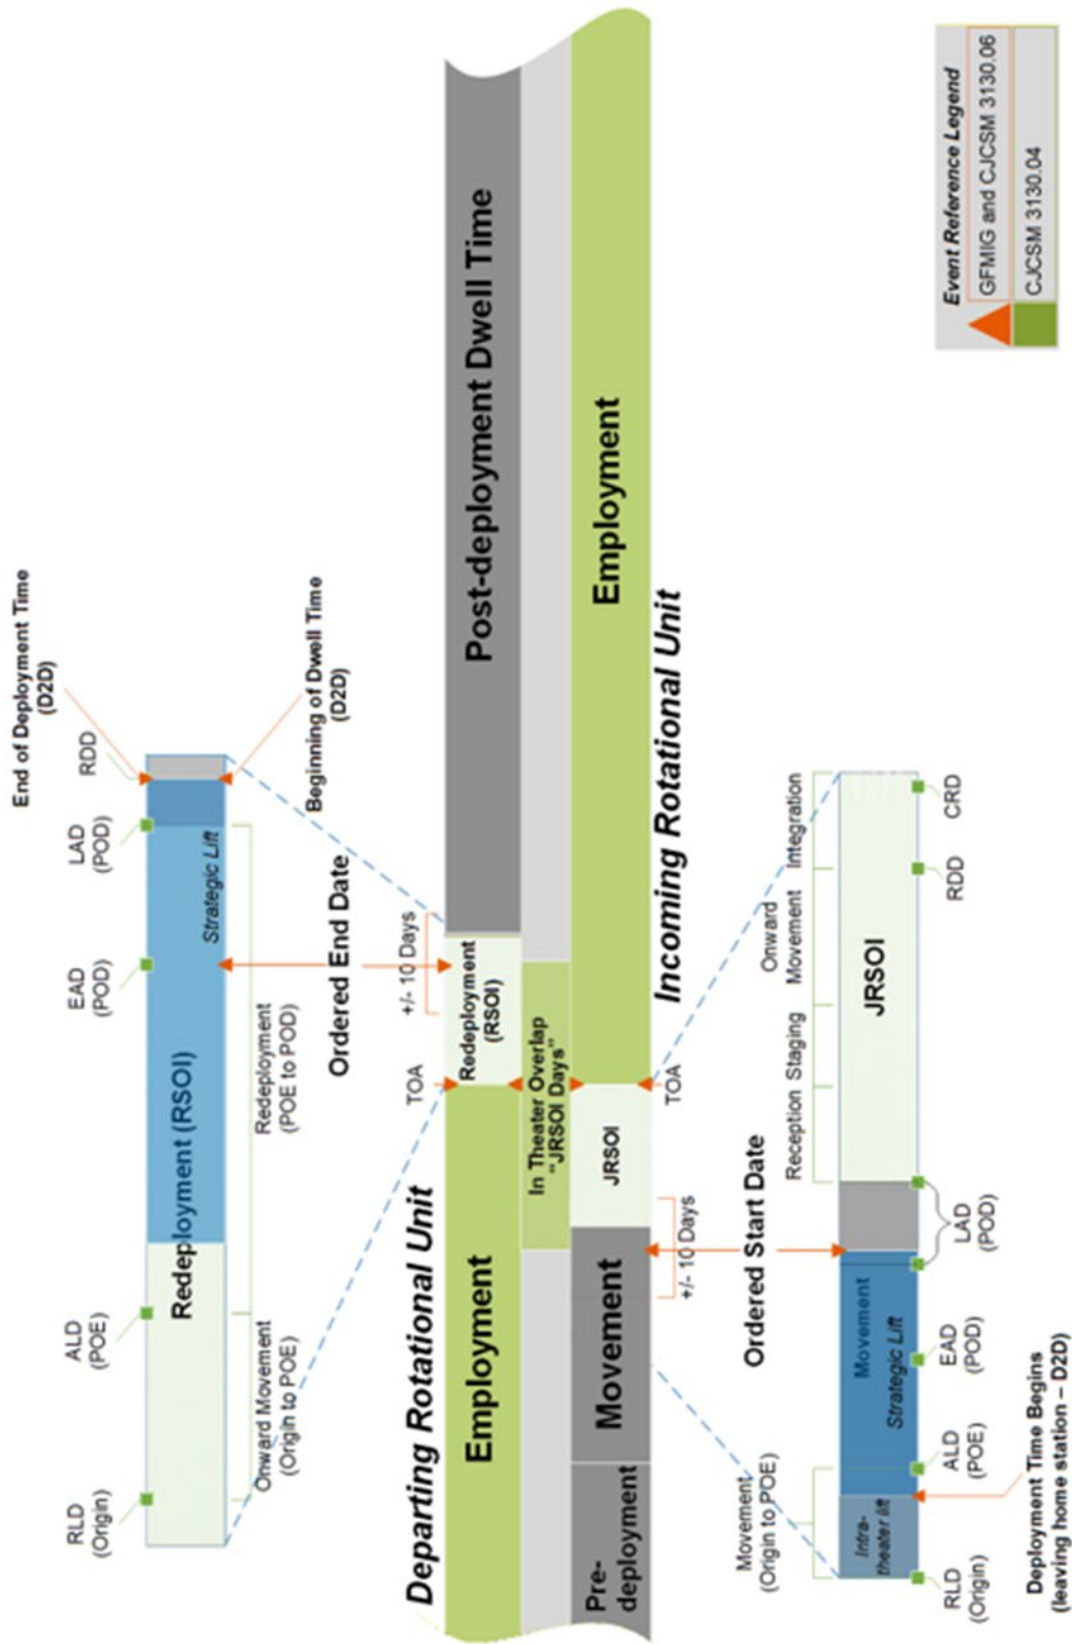 End of Deployment Time
(D2D)
RLD
(Origin)
ALD
(POE)
EAD
(POD)
LAD
(POD)
RDD
Redeployment (RSOI)
Strategic Lift
Onward Movement
(Origin to POE)
Redeployment
(POE to POD)
Beginning of Dwell Time
(D2D)
Ordered End Date
Departing Rotational Unit
TOA
+/- 10 Days
Employment
Redeployment
(RSOI)
Post-deployment Dwell Time
In Theater Overlap
"JRSOI Days"
Pre-
deployment
Movement
JRSOI
Employment
+/- 10 Days
TOA
Incoming Rotational Unit
Ordered Start Date
Movement
(Origin to POE)
Reception
Staging
Onward
Movement
Integration
Intra-
theater lift
Movement
Strategic Lift
JRSOI
RLD
(Origin)
ALD
(POE)
EAD
(POD)
LAD
(POD)
RDD
CRD
Deployment Time Begins
(leaving home station – D2D)
Event Reference Legend
GFMIG and CJCSM 3130.06
CJCSM 3130.04